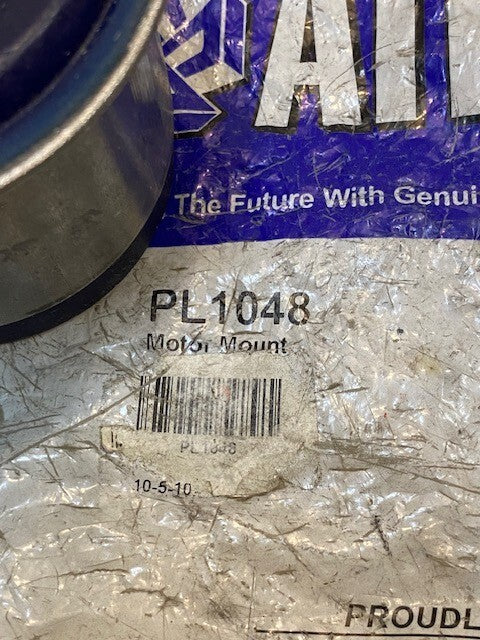 The Future With Genui
PL1048
Motor Mount
PL1048
10-5-10
PROUDL